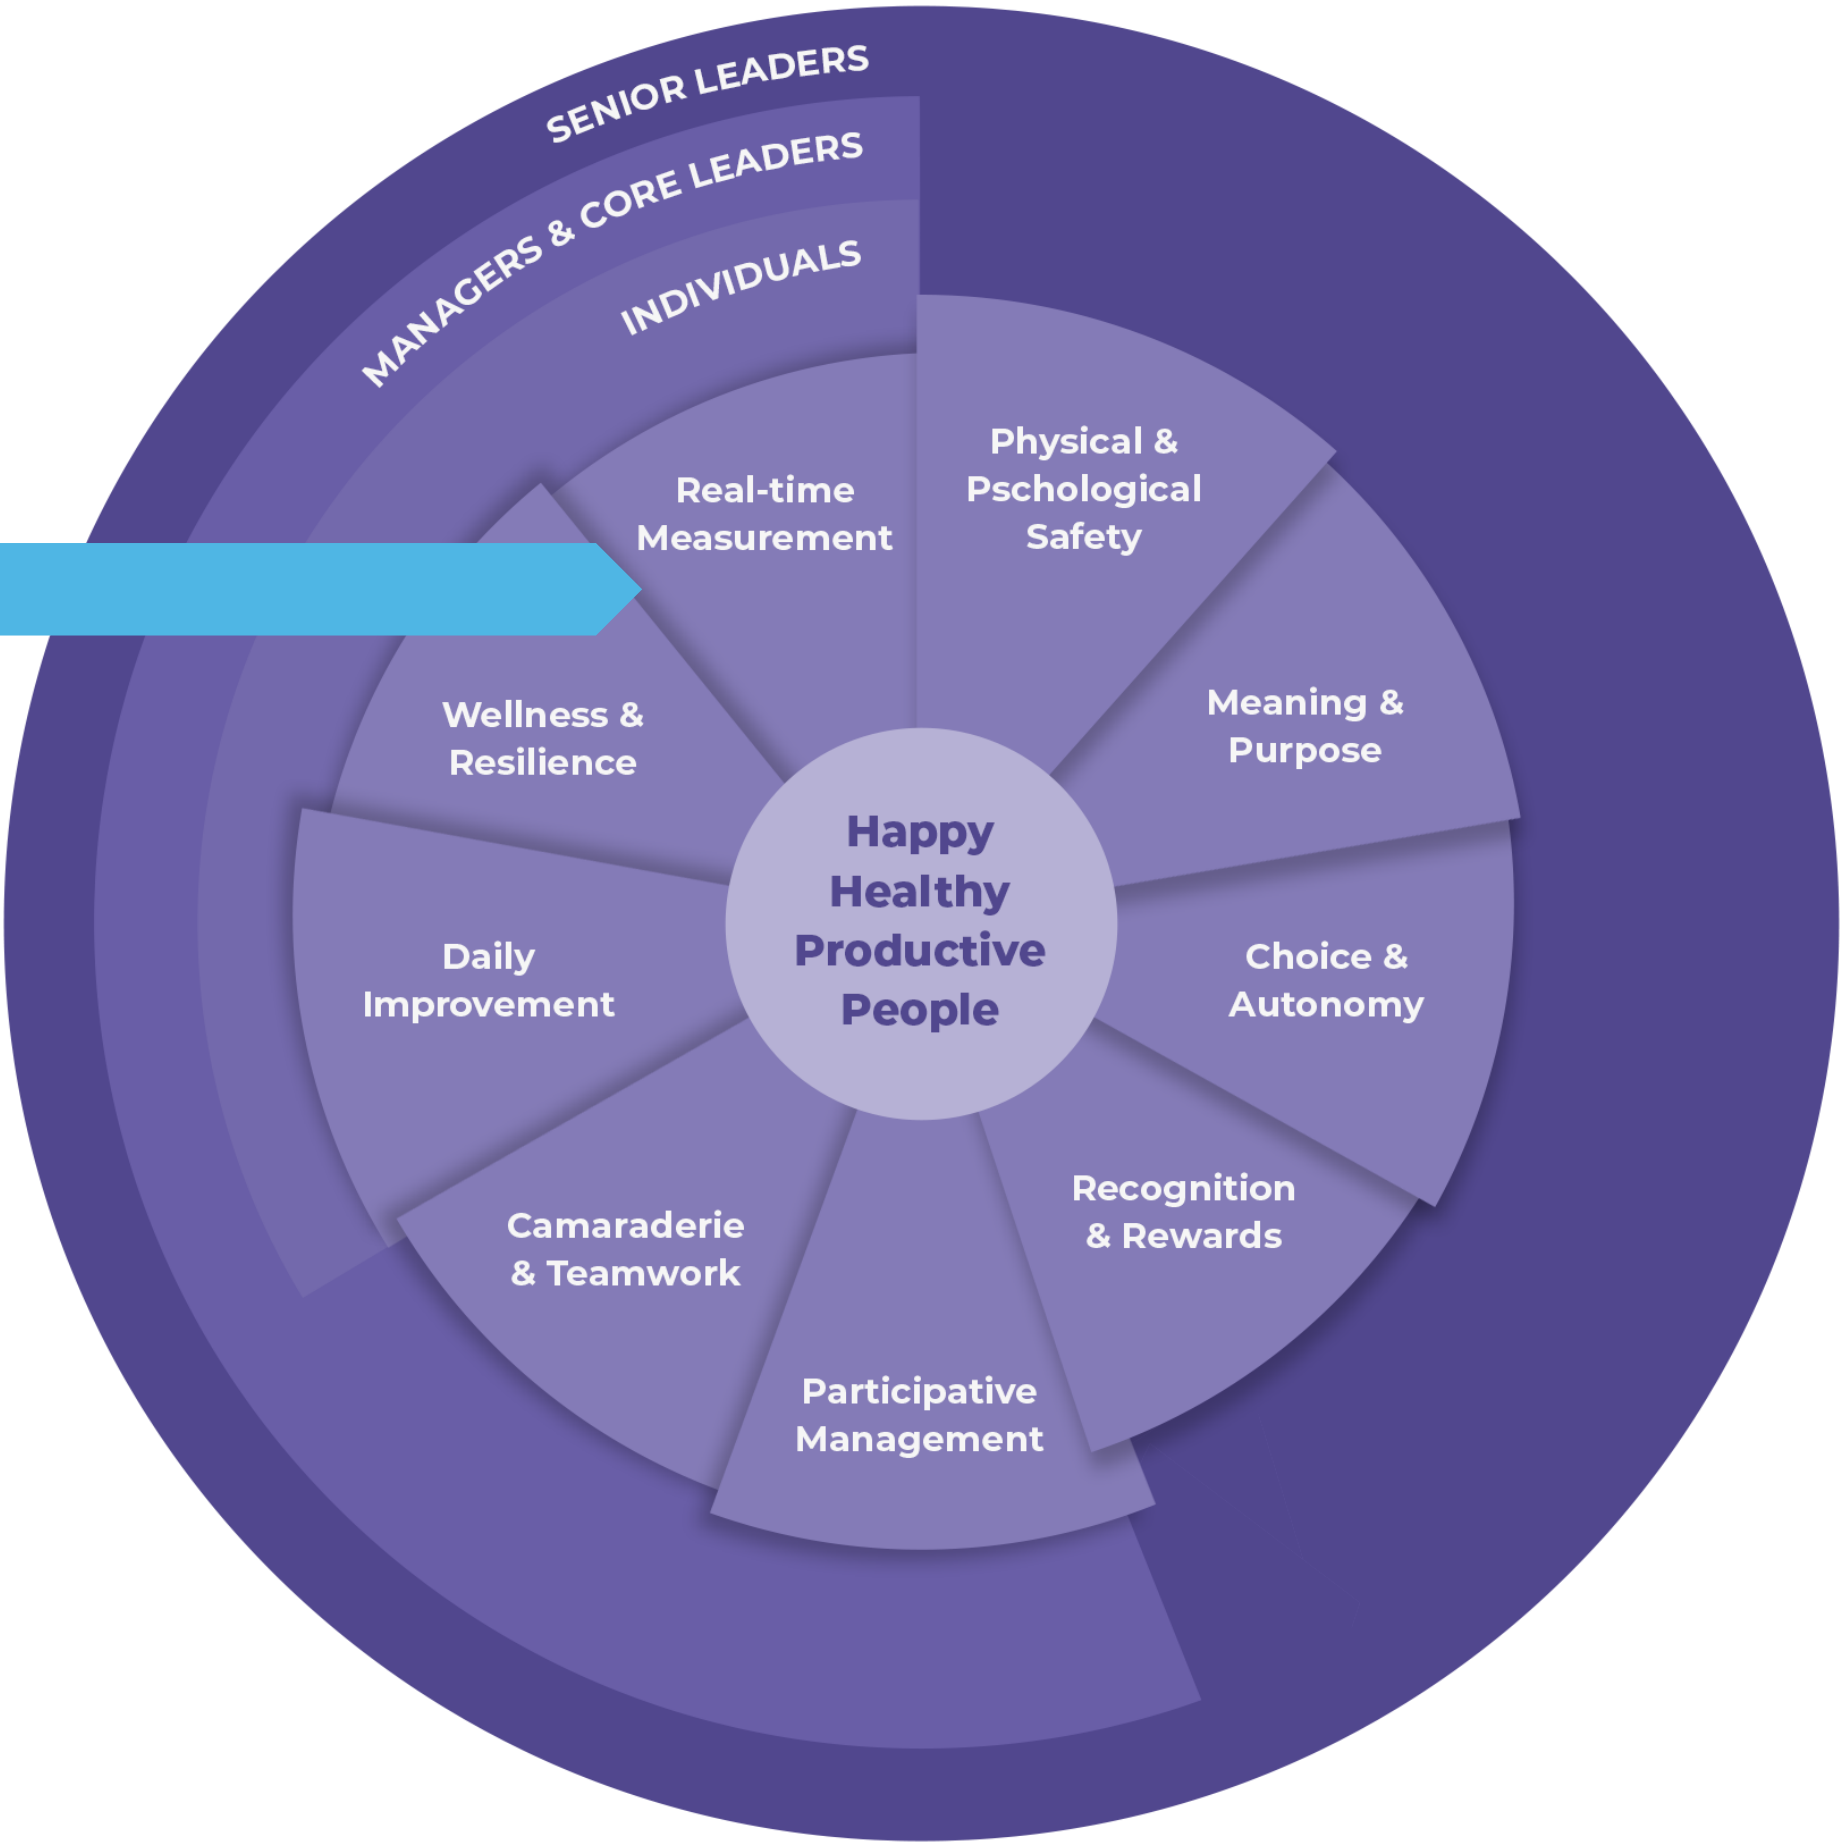 SENIOR LEADERS
MANAGERS & CORE LEADERS
INDIVIDUALS
Real-time
Measurement
Physical &
Pschological
Safety
Meaning &
Purpose
Choice &
Autonomy
Recognition
& Rewards
Participative
Management
Camaraderie
& Teamwork
Daily
Improvement
Wellness &
Resilience
Happy
Healthy
Productive
People